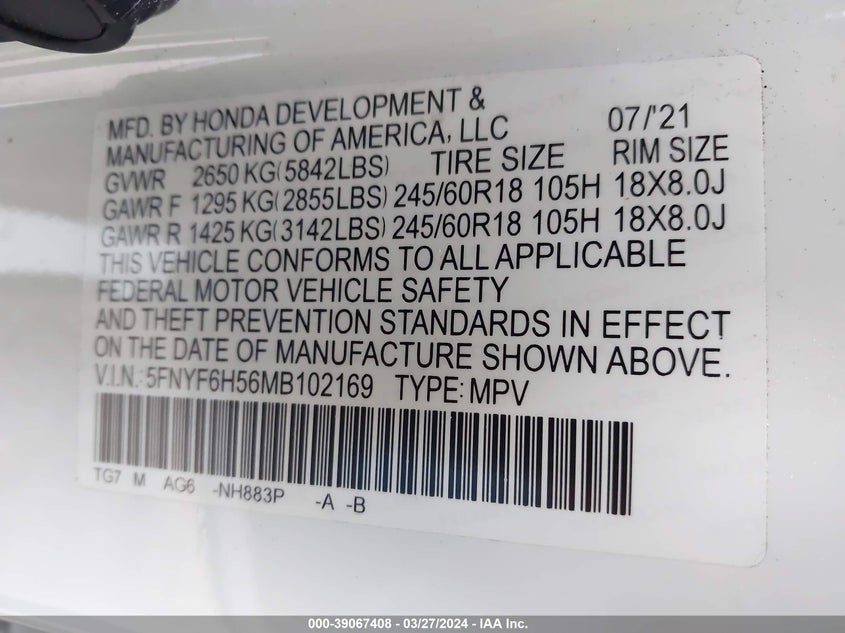 MFD. BY HONDA DEVELOPMENT &
MANUFACTURING OF AMERICA, LLC 07/'21
GVWR 2650 KG(5842LBS) TIRE SIZE RIM SIZE
GAWR F 1295 KG(2855LBS) 245/60R18 105H 18X8.0J
GAWR R 1425 KG(3142LBS) 245/60R18 105H 18X8.0J
THIS VEHICLE CONFORMS TO ALL APPLICABLE
FEDERAL MOTOR VEHICLE SAFETY
AND THEFT PREVENTION STANDARDS IN EFFECT
ON THE DATE OF MANUFACTURE SHOWN ABOVE.
V.I.N.: 5FNYF6H56MB102169 TYPE: MPV
TG7 M AG6 -NH883P -A -B
000-39067408 — 03/27/2024 — IAA Inc.